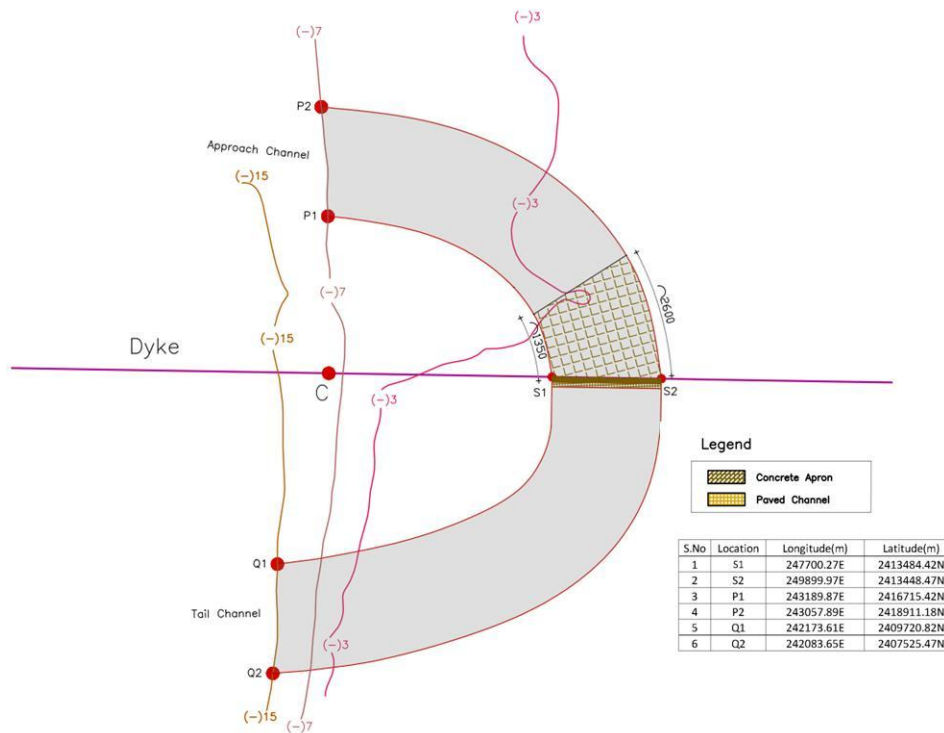 (-)3
(-)7
P2
Approach Channel
(-)15
(-)3
P1
(-)7
2600
1350
(-)15
Dyke
C
S1
S2
(-)3
Legend
Concrete Apron
Paved Channel
Q1
Tail Channel
(-)3
Q2
(-)15
(-)7
S.No Location Longitude(m) Latitude(m)
1 S1 247700.27E 2413484.42N
2 S2 249899.97E 2413448.47N
3 P1 243189.87E 2416715.42N
4 P2 243057.89E 2418911.18N
5 Q1 242173.61E 2409720.82N
6 Q2 242083.65E 2407525.47N